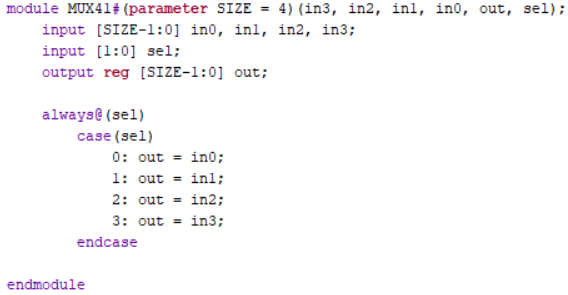 module MUX41#(parameter SIZE = 4)(in3, in2, in1, in0, out, sel);
input [SIZE-1:0] in0, in1, in2, in3;
input [1:0] sel;
output reg [SIZE-1:0] out;
always@(sel)
case(sel)
0: out = in0;
1: out = in1;
2: out = in2;
3: out = in3;
endcase
endmodule